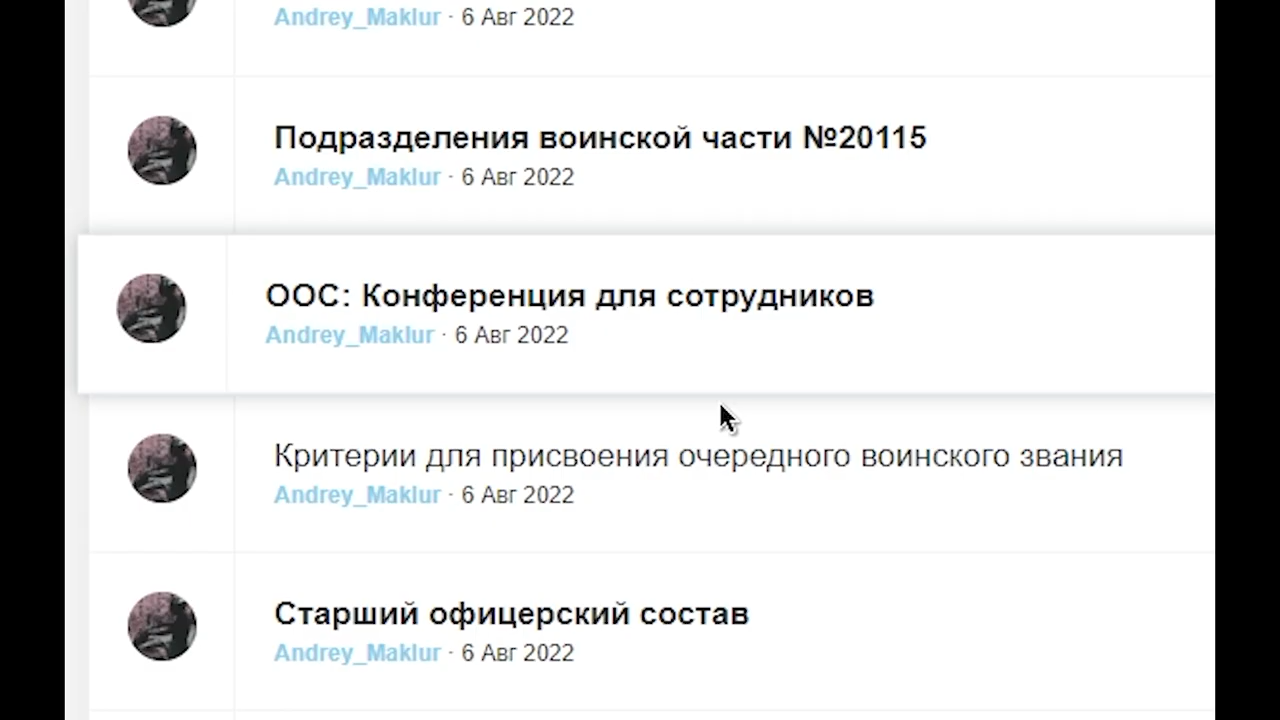 Andrey_Maklur · 6 Авг 2022
Подразделения воинской части №20115
Andrey_Maklur · 6 Авг 2022
ООС: Конференция для сотрудников
Andrey_Maklur · 6 Авг 2022
Критерии для присвоения очередного воинского звания
Andrey_Maklur · 6 Авг 2022
Старший офицерский состав
Andrey_Maklur · 6 Авг 2022